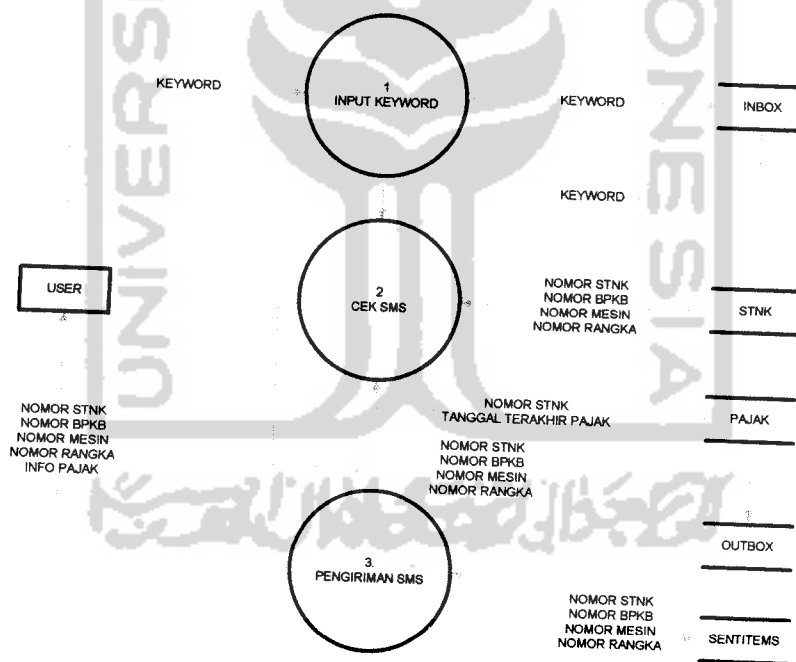 1
INPUT KEYWORD
KEYWORD
KEYWORD
INBOX
KEYWORD
2
CEK SMS
USER
NOMOR STNK
NOMOR BPKB
NOMOR MESIN
NOMOR RANGKA
STNK
NOMOR STNK
NOMOR BPKB
NOMOR MESIN
NOMOR RANGKA
INFO PAJAK
NOMOR STNK
TANGGAL TERAKHIR PAJAK
PAJAK
NOMOR STNK
NOMOR BPKB
NOMOR MESIN
NOMOR RANGKA
3.
PENGIRIMAN SMS
OUTBOX
NOMOR STNK
NOMOR BPKB
NOMOR MESIN
NOMOR RANGKA
SENTITEMS